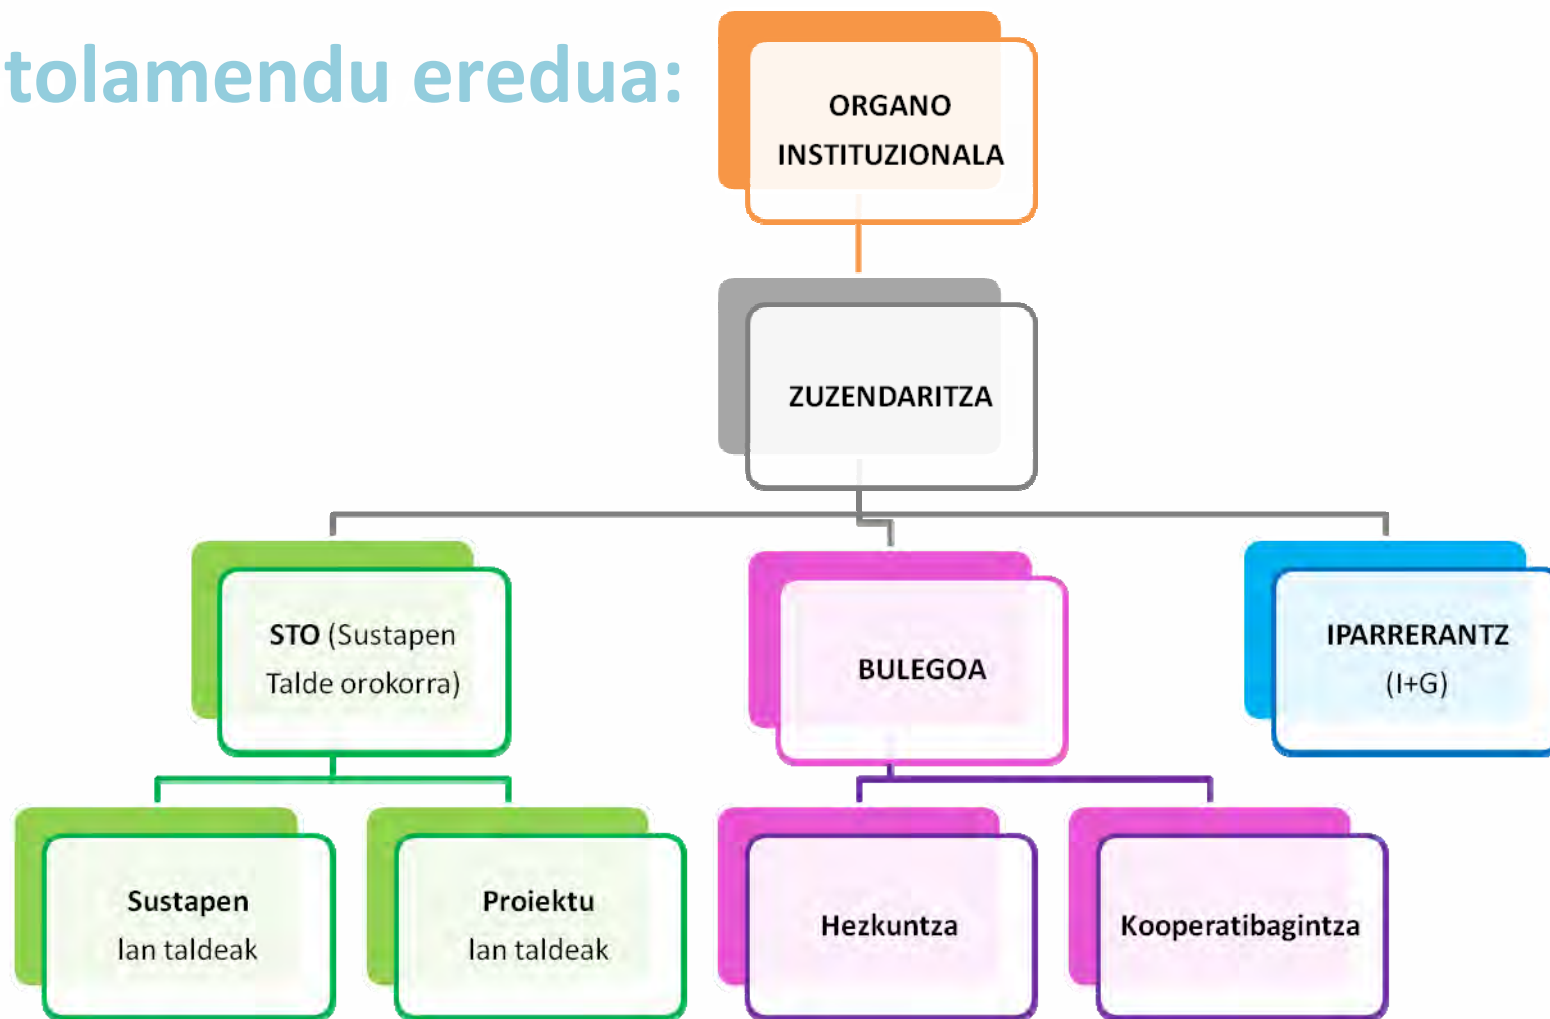 tolamendu eredua:
ORGANO
INSTITUZIONALA
ZUZENDARITZA
STO (Sustapen
Talde orokorra)
BULEGOA
IPARRERANTZ
(I+G)
Sustapen
lan taldeak
Proiektu
lan taldeak
Hezkuntza
Kooperatibagintza